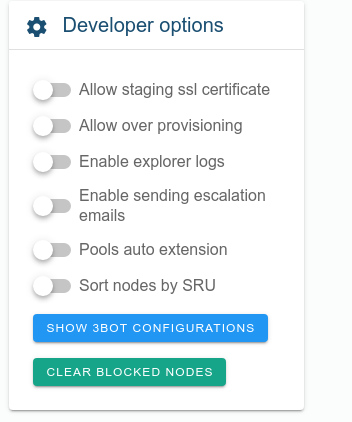 Developer options
Allow staging ssl certificate
Allow over provisioning
Enable explorer logs
Enable sending escalation
emails
Pools auto extension
Sort nodes by SRU
SHOW 3BOT CONFIGURATIONS
CLEAR BLOCKED NODES